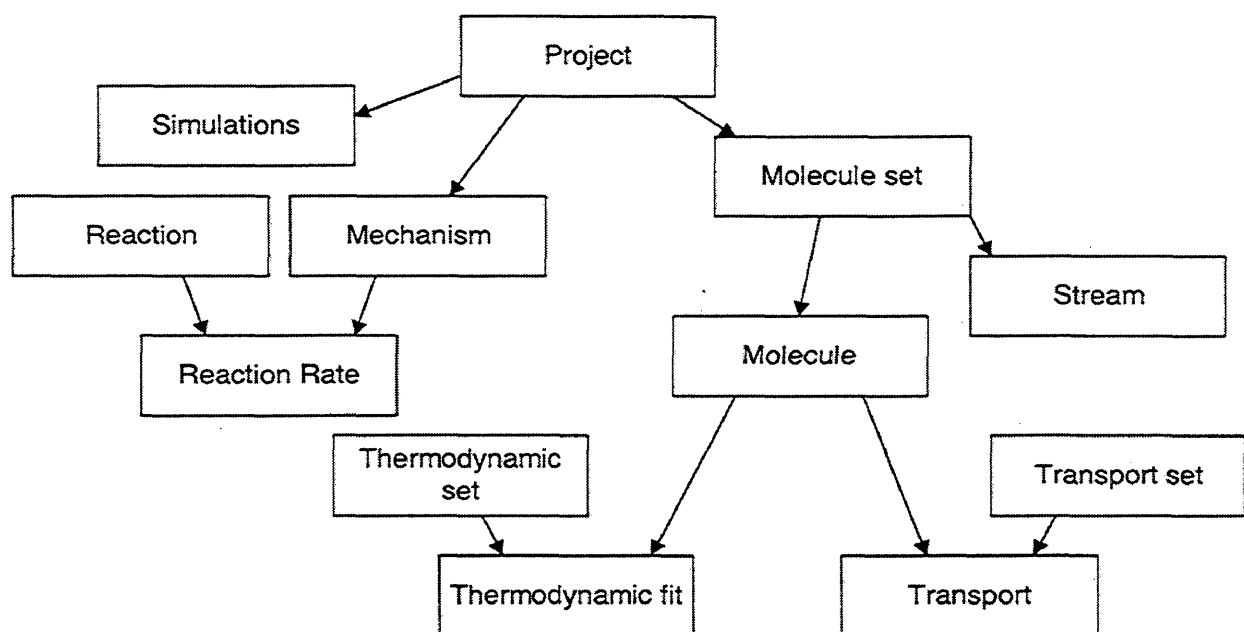 Project
Simulations
Molecule set
Reaction
Mechanism
Stream
Molecule
Reaction Rate
Thermodynamic
set
Transport set
Thermodynamic fit
Transport